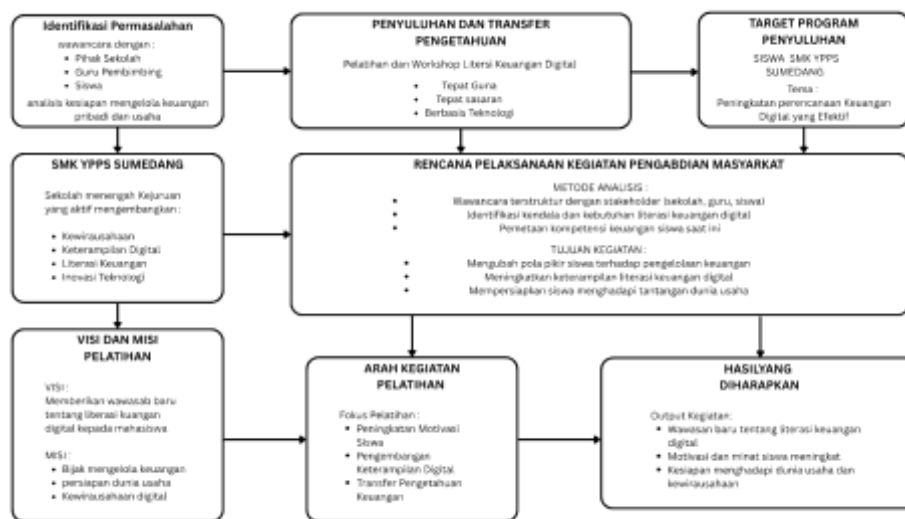 Identifikasi Permasalahan
wawancara dengan :
• Pihak Sekolah
• Guru Pembimbing
• Siswa
analisis kesiapan mengelola keuangan
pribadi dan usaha
PENYULUHAN DAN TRANSFER
PENGETAHUAN
Pelatihan dan Workshop Litersi Keuangan Digital
• Tepat Guna
• Tepat sasaran
• Berbasis Teknologi
TARGET PROGRAM
PENYULUHAN
SISWA SMK YPPS
SUMEDANG
Tema :
Peningkatan perencanaan Keuangan
Digital yang Efektif
SMK YPPS SUMEDANG
Sekolah menengah Kejuruan
yang aktif mengembangkan :
• Kewirausahaan
• Keterampilan Digital
• Literasi Keuangan
• Inovasi Teknologi
RENCANA PELAKSANAAN KEGIATAN PENGABDIAN MASYARKAT
METODE ANALISIS :
• Wawancara terstruktur dengan stakeholder (sekolah, guru, siswa)
• Identifikasi kendala dan kebutuhan literasi keuangan digital
• Pemetaan kompetensi keuangan siswa saat ini
TUJUAN KEGIATAN :
• Mengubah pola pikir siswa terhadap pengelolaan keuangan
• Meningkatkan keterampilan literasi keuangan digital
• Mempersiapkan siswa menghadapi tantangan dunia usaha
VISI DAN MISI
PELATIHAN
VISI :
Memberikan wawasab baru
tentang literasi kuangan
digital kepada mahasiswa
MISI :
• Bijak mengelola keuangan
• persiapan dunia usaha
• Kewirausahaan digital
ARAH KEGIATAN
PELATIHAN
Fokus Pelatihan :
• Peningkatan Motivasi
Siswa
• Pengembangan
Keterampilan Digital
• Transfer Pengetahuan
Keuangan
HASILYANG
DIHARAPKAN
Output Kegiatan:
• Wawasan baru tentang literasi keuangan
digital
• Motivasi dan minat siswa meningkat
• Kesiapan menghadapi dunia usaha dan
kewirausahaan